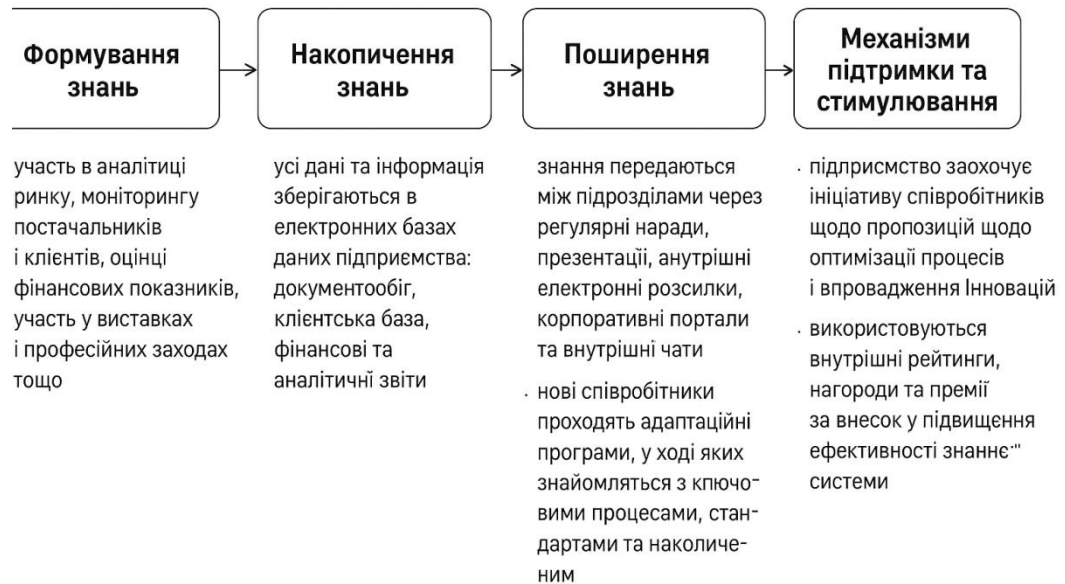 Формування
знань
Накопичення
знань
Поширення
знань
Механізми
підтримки та
стимулювання
участь в аналітиці
ринку, моніторингу
постачальників
і клієнтів, оцінці
фінансових показників,
участь у виставках
і професійних заходах
тощо
усі дані та інформація
зберігаються в
електронних базах
даних підприємства:
документообіг,
клієнтська база,
фінансові та
аналітичні звіти
знання передаються
між підрозділами через
регулярні наради,
презентації, анутрішні
електронні розсилки,
корпоративні портали
та внутрішні чати
· нові співробітники
проходять адаптаційні
програми, у ході яких
знайомляться з кпючо-
вими процесами, стан-
дартами та наколиче-
ним
· підлрисмство заохочує
ініціативу співробітників
щодо пропозицій щодо
оптимізації процесів
і впровадження Інновацій
· використовуються
внутрішні рейтинги,
нагороди та премії
за внесок у підвищєння
ефективності знаннє·"
системи